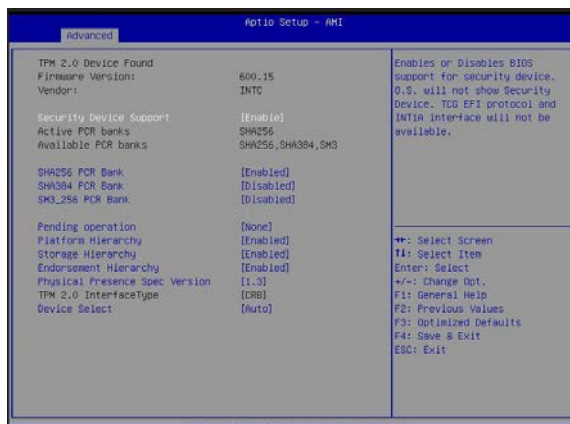 Aptio Setup - AMI
Advanced
TPM 2.0 Device Found
Firmware Version: 600.15
Vendor: INTC
Security Device Support [Enable]
Active PCR banks SHA256
Available PCR banks SHA256,SHA384,SM3
SHA256 PCR Bank [Enabled]
SHA384 PCR Bank [Disabled]
SM3_256 PCR Bank [Disabled]
Pending operation [None]
Platform Hierarchy [Enabled]
Storage Hierarchy [Enabled]
Endorsement Hierarchy [Enabled]
Physical Presence Spec Version [1.3]
TPM 2.0 InterfaceType [CRB]
Device Select [Auto]
Enables or Disables BIOS
support for security device.
O.S. will not show Security
Device. TCG EFI protocol and
INT1A interface will not be
available.
→←: Select Screen
↑↓: Select Item
Enter: Select
+/-: Change Opt.
F1: General Help
F2: Previous Values
F3: Optimized Defaults
F4: Save & Exit
ESC: Exit